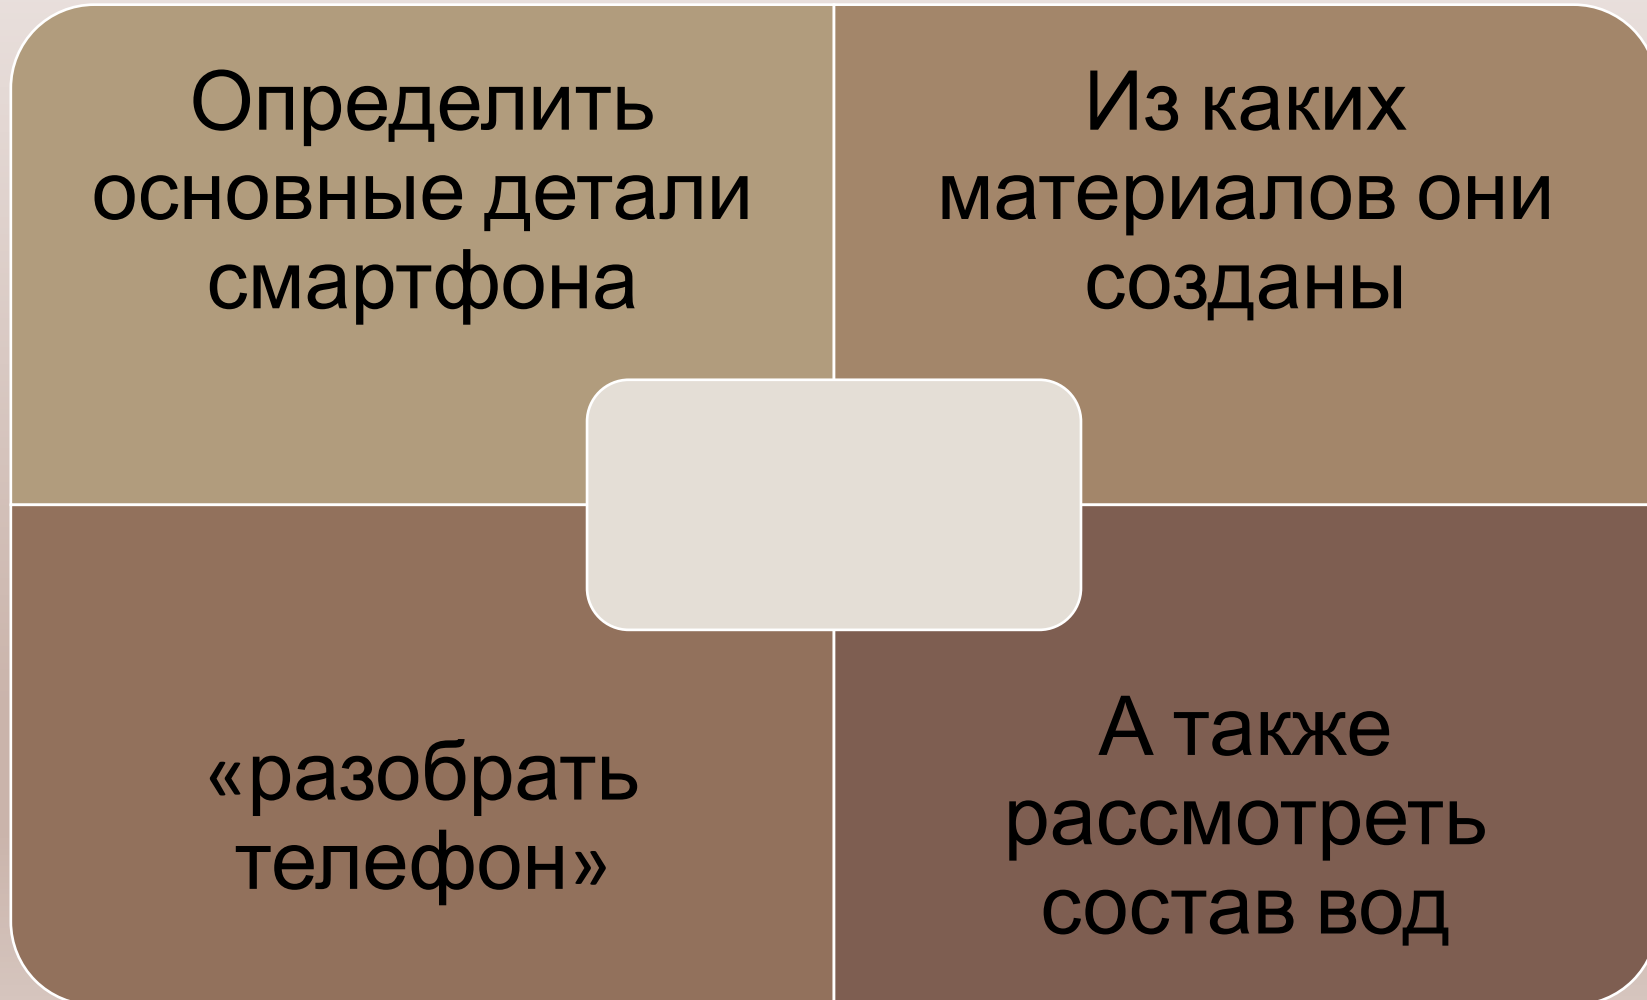 Определить
основные детали
смартфона
Из каких
материалов они
созданы
«разобрать
телефон»
А также
рассмотреть
состав вод